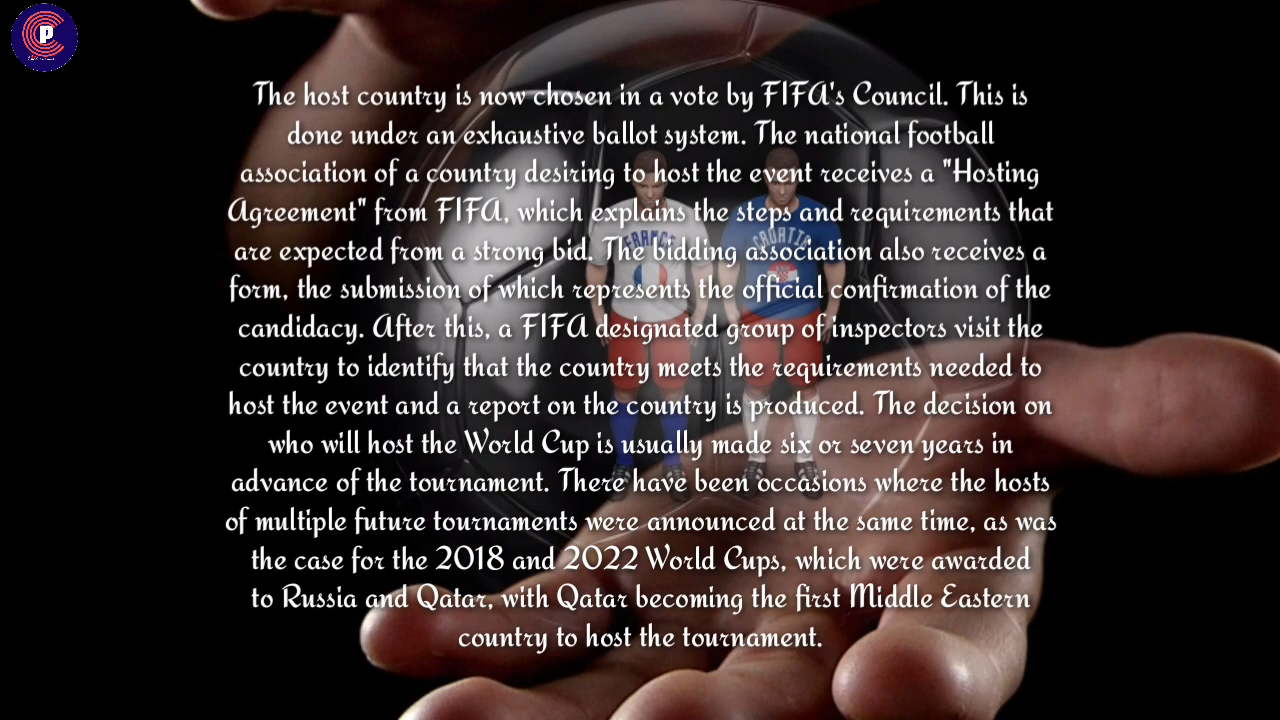 P
The host country is now chosen in a vote by FIFA's Council. This is
done under an exhaustive ballot system. The national football
association of a country desiring to host the event receives a "Hosting
Agreement" from FIFA, which explains the steps and requirements that
are expected from a strong bid. The bidding association also receives a
form, the submission of which represents the official confirmation of the
candidacy. After this, a FIFA designated group of inspectors visit the
country to identify that the country meets the requirements needed to
host the event and a report on the country is produced. The decision on
who will host the World Cup is usually made six or seven years in
advance of the tournament. There have been occasions where the hosts
of multiple future tournaments were announced at the same time, as was
the case for the 2018 and 2022 World Cups, which were awarded
to Russia and Qatar, with Qatar becoming the first Middle Eastern
country to host the tournament.
FRANCE
CROATIA